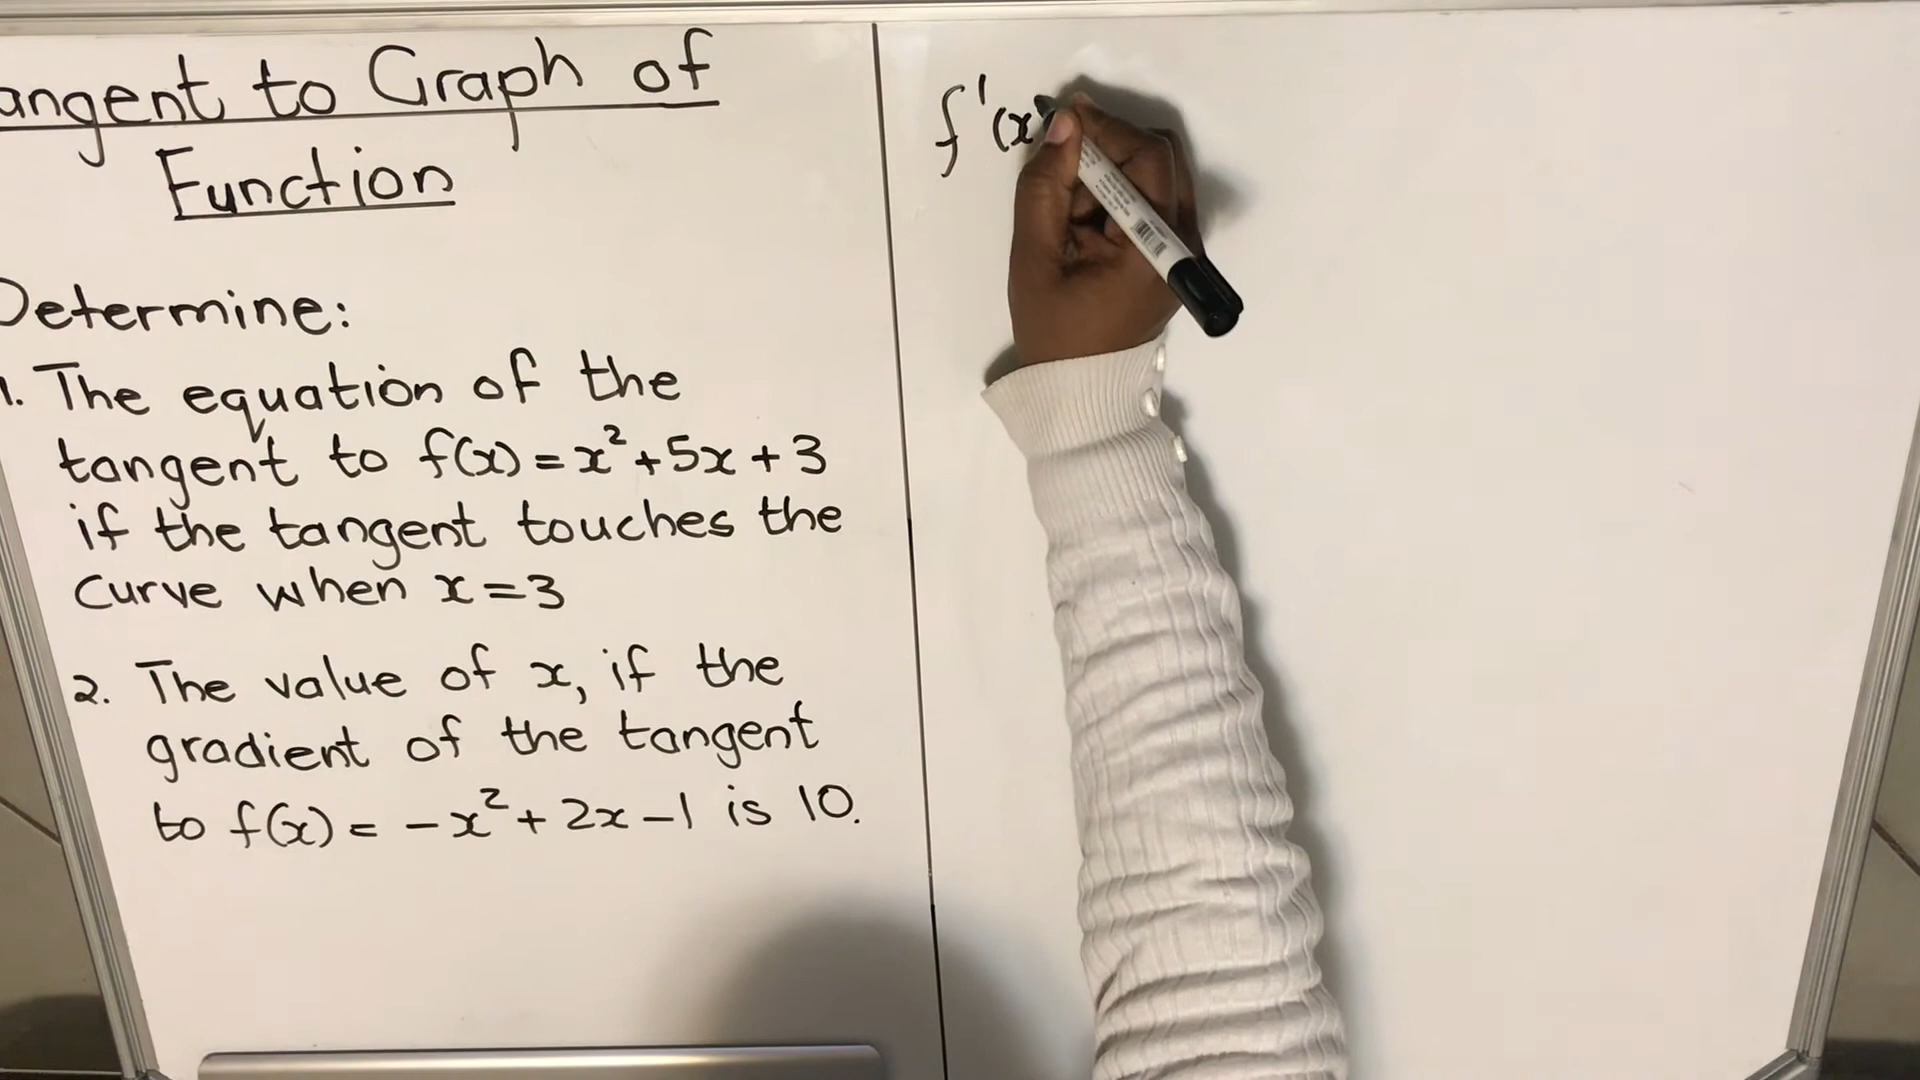 angent to Graph of
Function
Determine:
1. The equation of the
tangent to f(x) = x² + 5x + 3
if the tangent touches the
curve when x = 3
2. The value of x, if the
gradient of the tangent
to f(x) = -x² + 2x - 1 is 10.
f'(x)